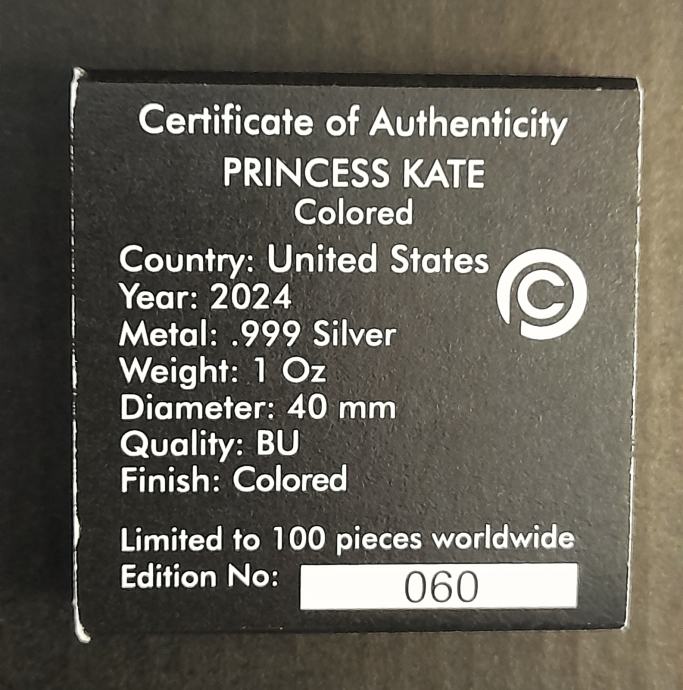 Certificate of Authenticity
PRINCESS KATE
Colored
Country: United States
Year: 2024
Metal: .999 Silver
Weight: 1 Oz
Diameter: 40 mm
Quality: BU
Finish: Colored
Limited to 100 pieces worldwide
Edition No: 060